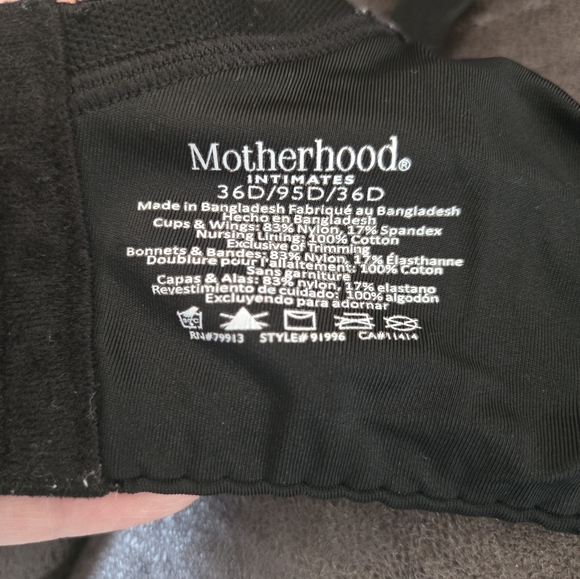 Motherhood®
INTIMATES
36D/95D/36D
Made in Bangladesh Fabriqué au Bangladesh
Hecho en Bangladesh
Cups & Wings: 83% Nylon, 17% Spandex
Nursing Lining: 100% Cotton
Exclusive of Trimming
Bonnets & Bandes: 83% Nylon, 17% Élasthanne
Doublure pour l'allaitement: 100% Coton
Sans garniture
Capas & Alas: 83% nylon, 17% elastano
Revestimiento de cuidado: 100% algodón
Excluyendo para adornar
RN#79913 STYLE# 91996 CA#11414